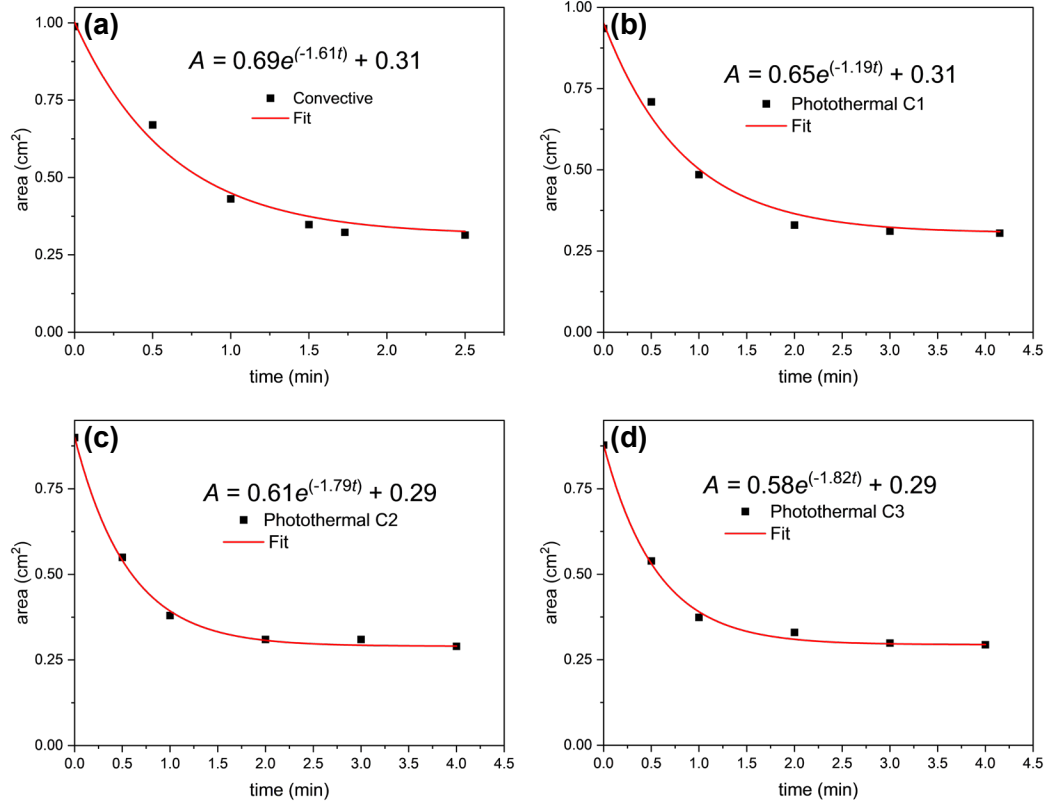 (a)
A = 0.69e^(-1.61t) + 0.31
Convective
Fit
area (cm²)
1.00
0.75
0.50
0.25
0.00
0.0 0.5 1.0 1.5 2.0 2.5
time (min)
(b)
A = 0.65e^(-1.19t) + 0.31
Photothermal C1
Fit
area (cm²)
1.00
0.75
0.50
0.25
0.00
0.0 0.5 1.0 1.5 2.0 2.5 3.0 3.5 4.0 4.5
time (min)
(c)
A = 0.61e^(-1.79t) + 0.29
Photothermal C2
Fit
area (cm²)
0.75
0.50
0.25
0.00
0.0 0.5 1.0 1.5 2.0 2.5 3.0 3.5 4.0 4.5
time (min)
(d)
A = 0.58e^(-1.82t) + 0.29
Photothermal C3
Fit
area (cm²)
0.75
0.50
0.25
0.00
0.0 0.5 1.0 1.5 2.0 2.5 3.0 3.5 4.0 4.5
time (min)